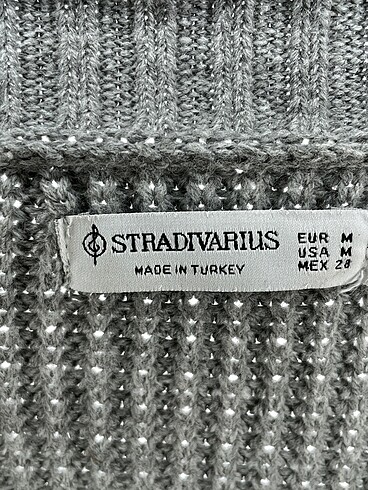 STRADIVARIUS
MADE IN TURKEY
EUR M
USA M
MEX 28